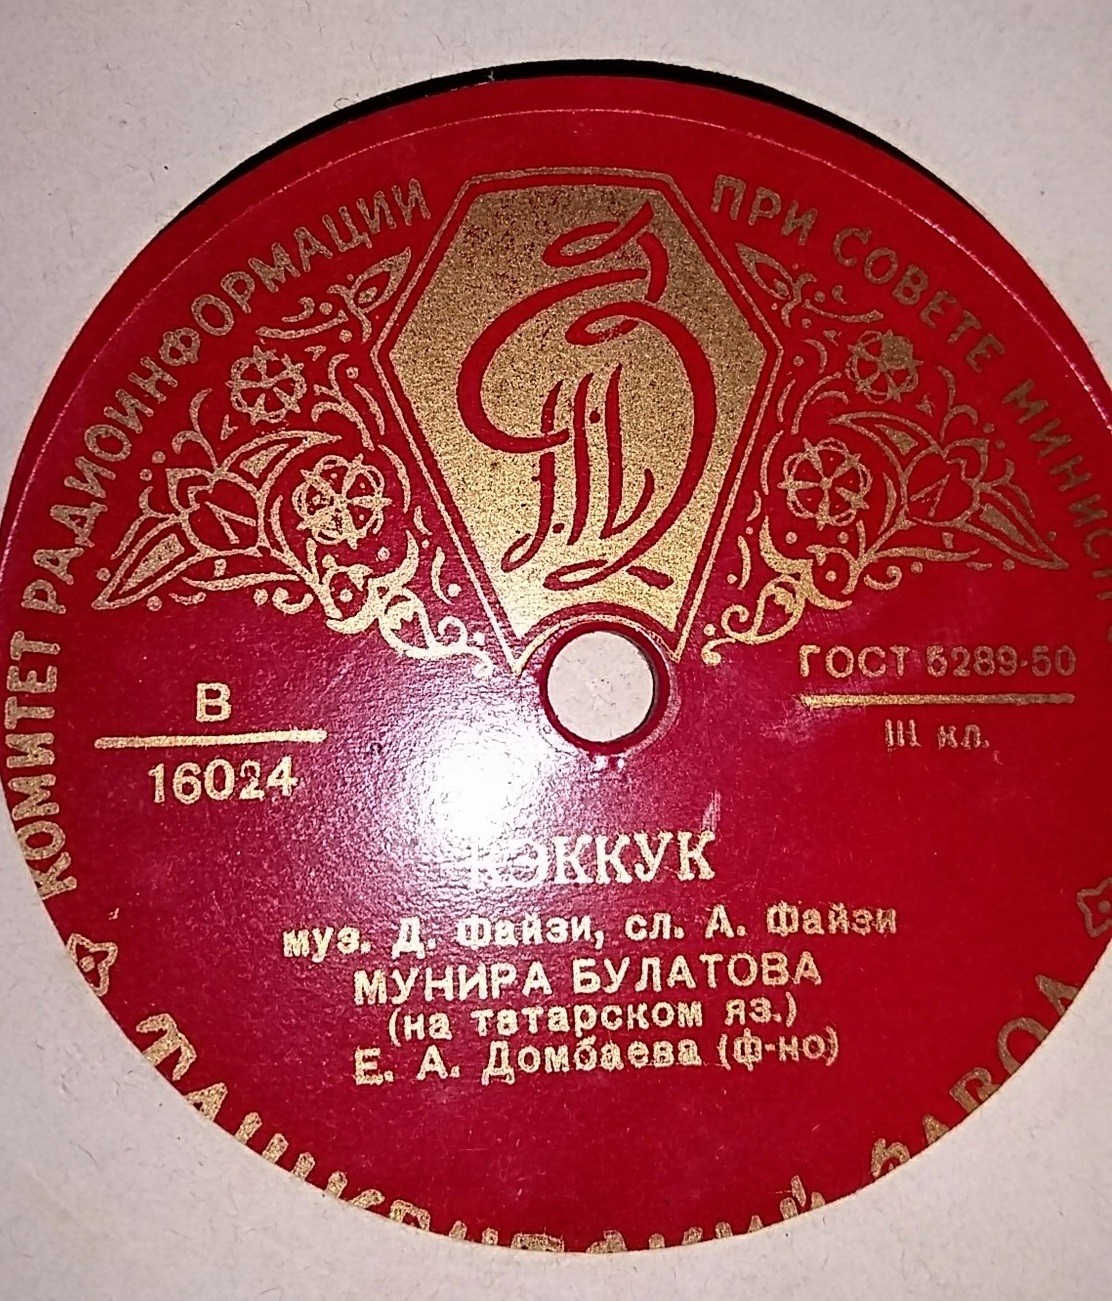 КОМИТЕТ РАДИОИНФОРМАЦИИ ПРИ СОВЕТЕ
ГОСТ 5289-50
III кл.
В
16024
КЭККУК
муз. Д. Файзи, сл. А. Файзи
МУНИРА БУЛАТОВА
(на татарском яз.)
Е. А. Домбаева (ф-но)
ЗАВОД